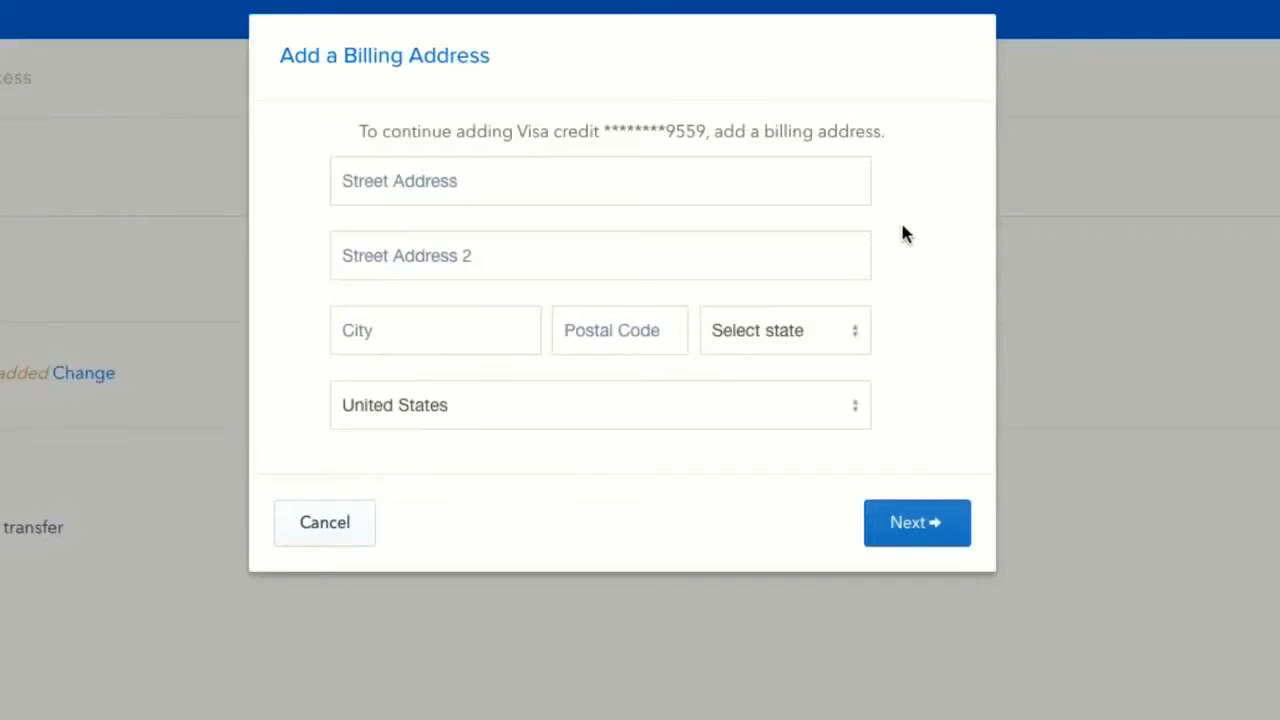 Add a Billing Address
To continue adding Visa credit ********9559, add a billing address.
Street Address
Street Address 2
City Postal Code Select state
added Change
United States
Cancel Next
transfer